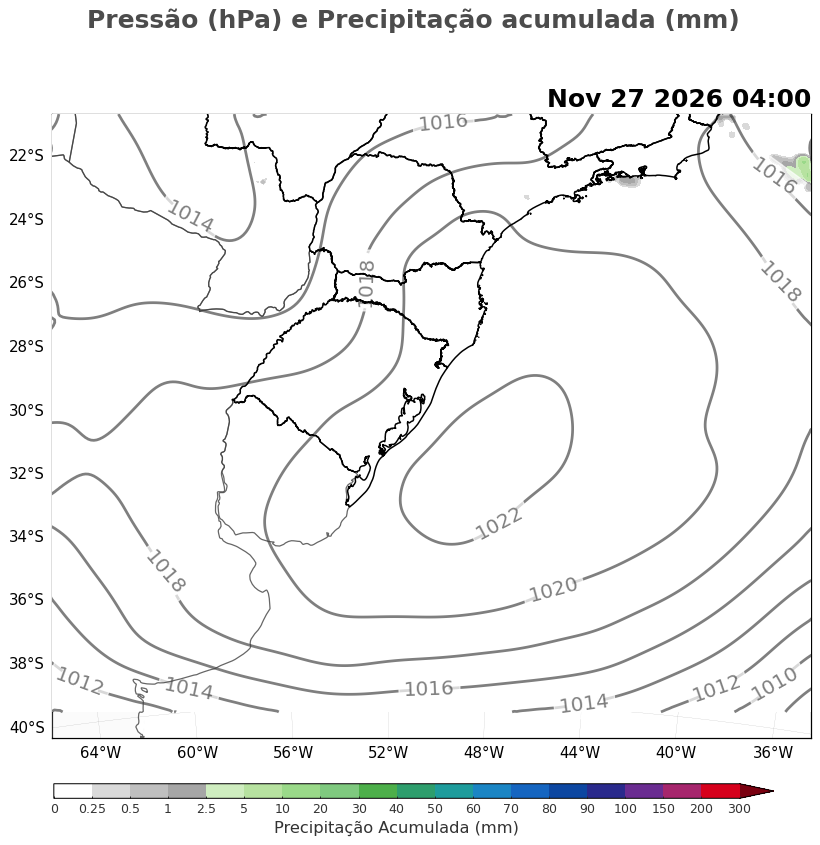 Pressão (hPa) e Precipitação acumulada (mm)
Nov 27 2026 04:00
1016
22°S
1016
24°S
1014
26°S
1018
1018
28°S
30°S
32°S
1022
34°S
1018
36°S
1020
38°S
1012
1014
1016
1014
1012
1010
40°S
64°W 60°W 56°W 52°W 48°W 44°W 40°W 36°W
0 0.25 0.5 1 2.5 5 10 20 30 40 50 60 70 80 90 100 150 200 300
Precipitação Acumulada (mm)